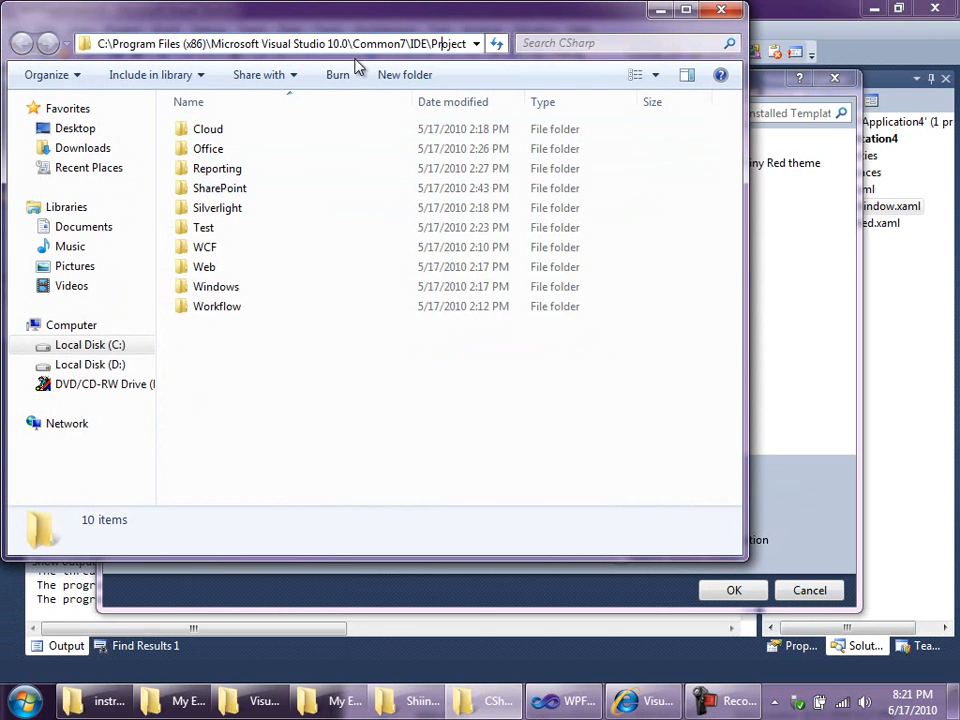 C:\Program Files (x86)\Microsoft Visual Studio 10.0\Common7\IDE\Project
Search CSharp
Organize
Include in library
Share with
Burn
New folder
Name
Date modified
Type
Size
Favorites
Desktop
Downloads
Recent Places
Libraries
Documents
Music
Pictures
Videos
Computer
Local Disk (C:)
Local Disk (D:)
DVD/CD-RW Drive (
Network
Cloud 5/17/2010 2:18 PM File folder
Office 5/17/2010 2:26 PM File folder
Reporting 5/17/2010 2:27 PM File folder
SharePoint 5/17/2010 2:43 PM File folder
Silverlight 5/17/2010 2:18 PM File folder
Test 5/17/2010 2:23 PM File folder
WCF 5/17/2010 2:10 PM File folder
Web 5/17/2010 2:17 PM File folder
Windows 5/17/2010 2:17 PM File folder
Workflow 5/17/2010 2:12 PM File folder
10 items
nstalled Templat
iny Red theme
tion
Application4' (1 pr
cation4
ties
ces
ml
indow.xaml
ed.xaml
The progr
The progr
OK
Cancel
Output
Find Results 1
Prop...
Solut...
Tea...
instr...
My E...
Visu...
My E...
Shiin...
CSh...
WPF...
Visu...
Reco...
8:21 PM
6/17/2010